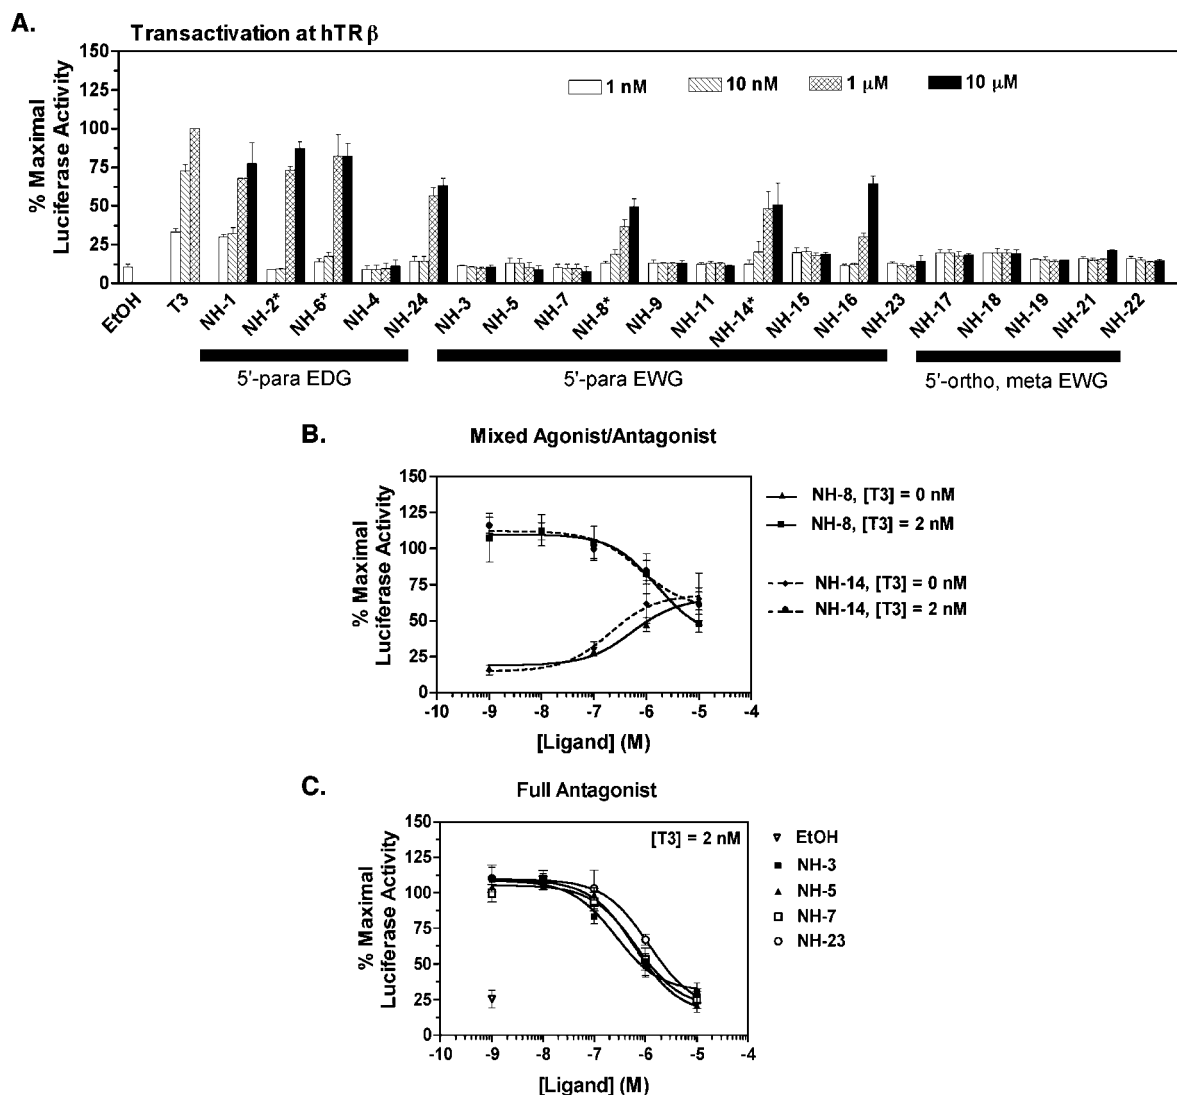 A.
Transactivation at hTR β
% Maximal
Luciferase Activity
150
125
100
75
50
25
0
1 nM
10 nM
1 μM
10 μM
EtOH
T3
NH-1
NH-2*
NH-6*
NH-4
NH-24
NH-3
NH-5
NH-7
NH-8*
NH-9
NH-11
NH-14*
NH-15
NH-16
NH-23
NH-17
NH-18
NH-19
NH-21
NH-22
5'-para EDG
5'-para EWG
5'-ortho, meta EWG
B.
Mixed Agonist/Antagonist
% Maximal
Luciferase Activity
150
125
100
75
50
25
0
-10
-9
-8
-7
-6
-5
-4
[Ligand] (M)
NH-8, [T3] = 0 nM
NH-8, [T3] = 2 nM
NH-14, [T3] = 0 nM
NH-14, [T3] = 2 nM
C.
Full Antagonist
% Maximal
Luciferase Activity
150
125
100
75
50
25
0
[T3] = 2 nM
-10
-9
-8
-7
-6
-5
-4
[Ligand] (M)
EtOH
NH-3
NH-5
NH-7
NH-23